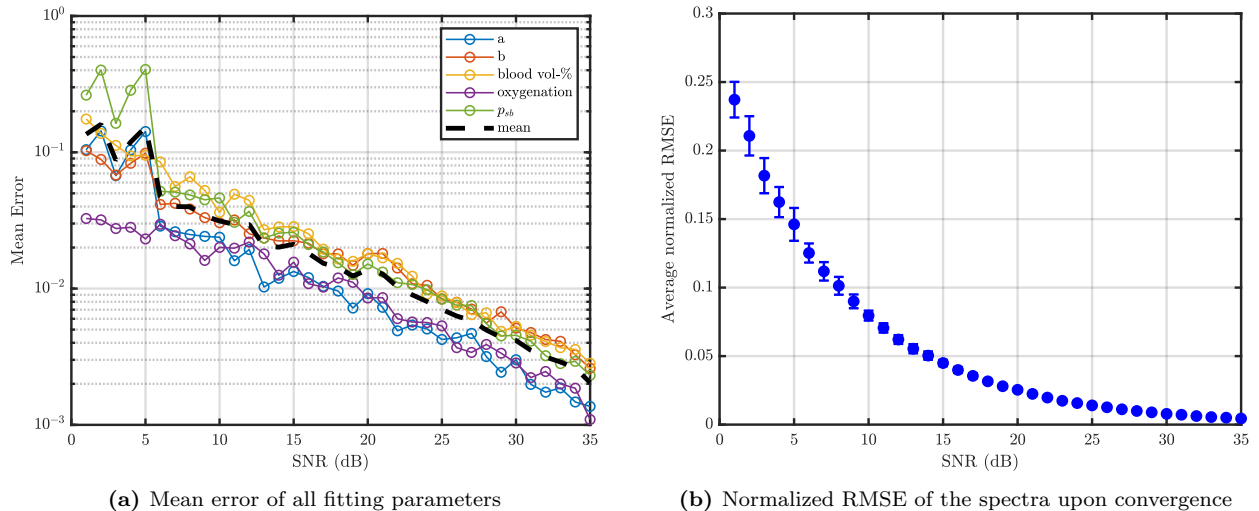 10^0
10^{-1}
10^{-2}
10^{-3}
Mean Error
0 5 10 15 20 25 30 35
SNR (dB)
a
b
blood vol-%
oxygenation
p_{sb}
mean
(a) Mean error of all fitting parameters
0.3
0.25
0.2
0.15
0.1
0.05
0
Average normalized RMSE
0 5 10 15 20 25 30 35
SNR (dB)
(b) Normalized RMSE of the spectra upon convergence